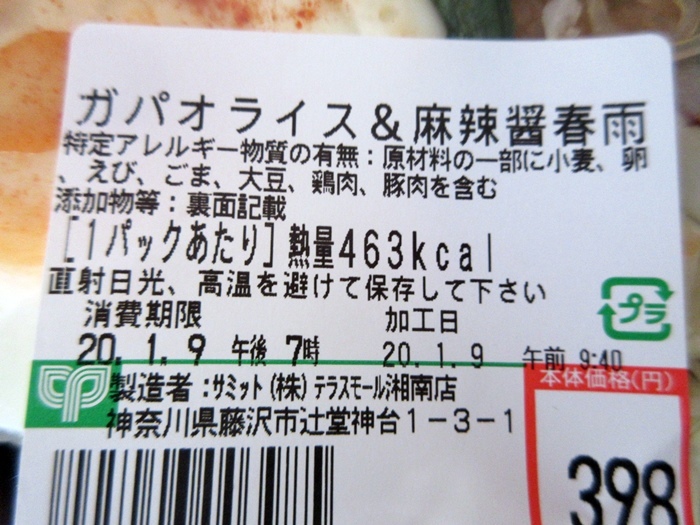 ガパオライス＆麻辣醤春雨
特定アレルギー物質の有無：原材料の一部に小麦、卵
、えび、ごま、大豆、鶏肉、豚肉を含む
添加物等：裏面記載
[1パックあたり]熱量463kcal
直射日光、高温を避けて保存して下さい
消費期限 加工日
20. 1. 9 午後 7時 20. 1. 9 午前 9:40
プラ
製造者：サミット(株)テラスモール湘南店
神奈川県藤沢市辻堂神台1－3－1
本体価格(円)
398